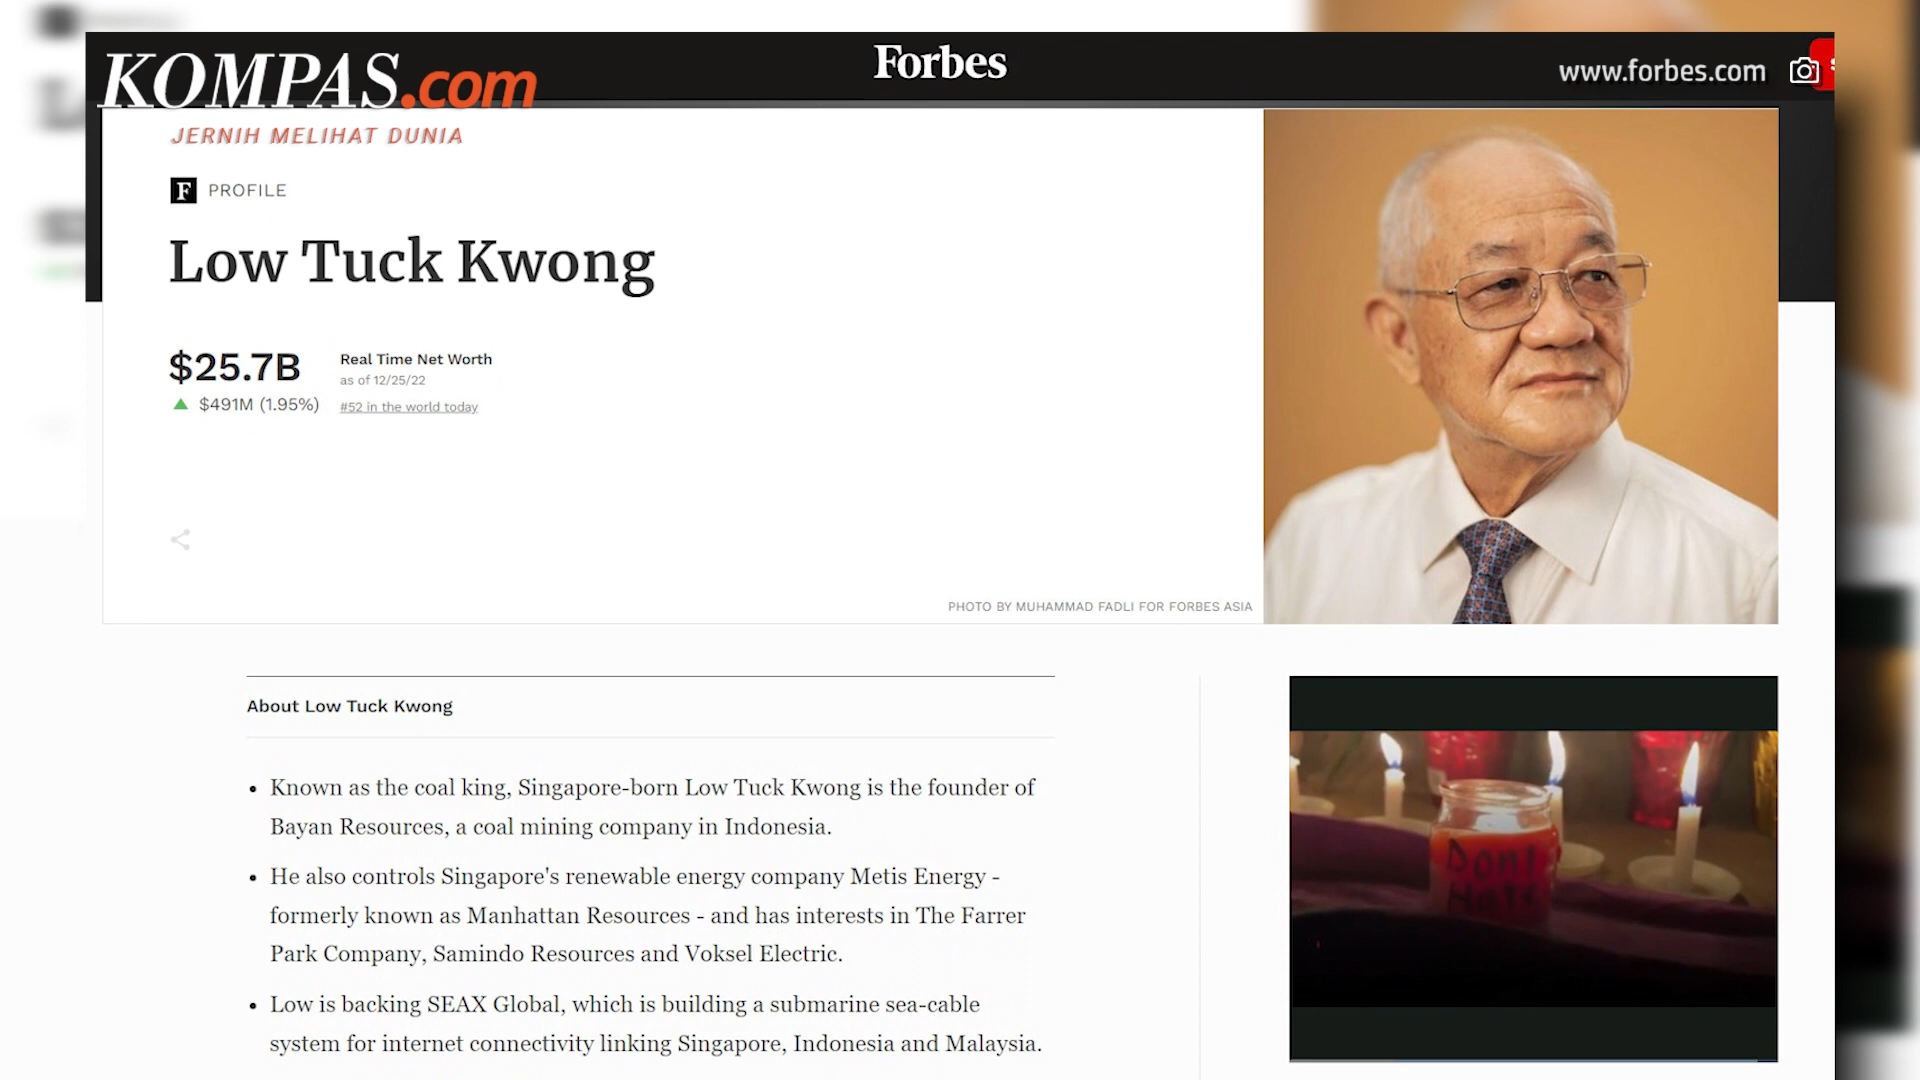 KOMPAS.com
JERNIH MELIHAT DUNIA
Forbes
www.forbes.com
F PROFILE
Low Tuck Kwong
$25.7B
Real Time Net Worth
as of 12/25/22
$491M (1.95%)
#52 in the world today
PHOTO BY MUHAMMAD FADLI FOR FORBES ASIA
About Low Tuck Kwong
• Known as the coal king, Singapore-born Low Tuck Kwong is the founder of
Bayan Resources, a coal mining company in Indonesia.
• He also controls Singapore's renewable energy company Metis Energy -
formerly known as Manhattan Resources - and has interests in The Farrer
Park Company, Samindo Resources and Voksel Electric.
• Low is backing SEAX Global, which is building a submarine sea-cable
system for internet connectivity linking Singapore, Indonesia and Malaysia.
Dont
Hate